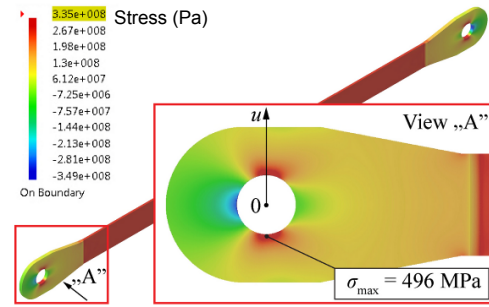 3.35e+008 Stress (Pa)
2.67e+008
1.98e+008
1.3e+008
6.12e+007
-7.25e+006
-7.57e+007
-1.44e+008
-2.13e+008
-2.81e+008
-3.49e+008
On Boundary
„A”
View „A”
u
0
σmax = 496 MPa